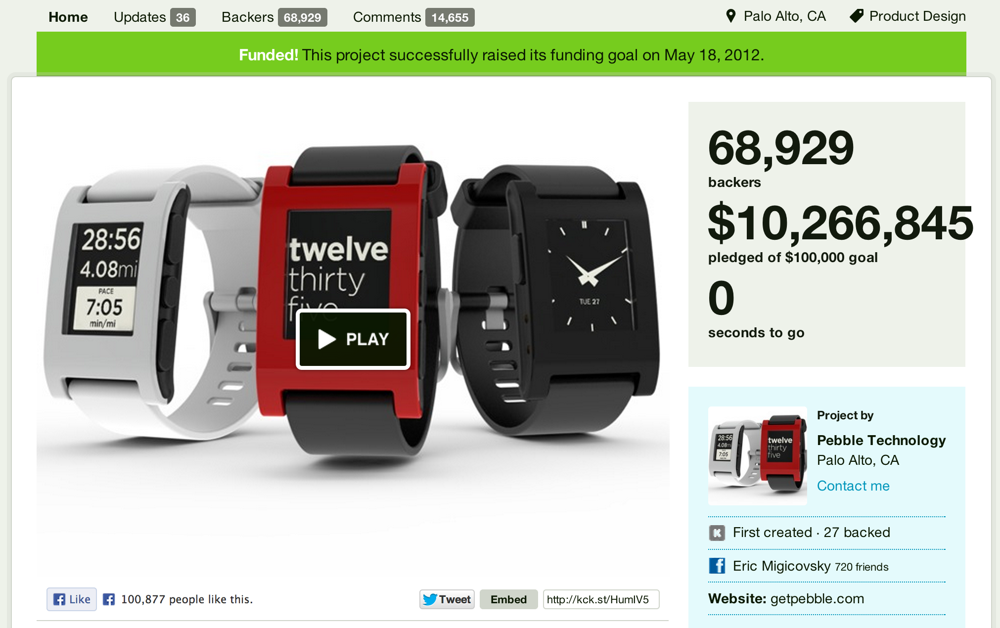 Home Updates 36 Backers 68,929 Comments 14,655 Palo Alto, CA Product Design
Funded! This project successfully raised its funding goal on May 18, 2012.
28:56
4.08mi
PACE
7:05
min/mi
twelve
thirty
five
PLAY
TUE 27
68,929
backers
$10,266,845
pledged of $100,000 goal
0
seconds to go
28:56
4.08mi
7:05
twelve
thirty
five
Project by
Pebble Technology
Palo Alto, CA
Contact me
First created · 27 backed
Eric Migicovsky 720 friends
Website: getpebble.com
Like 100,877 people like this.
Tweet Embed http://kck.st/HumIV5